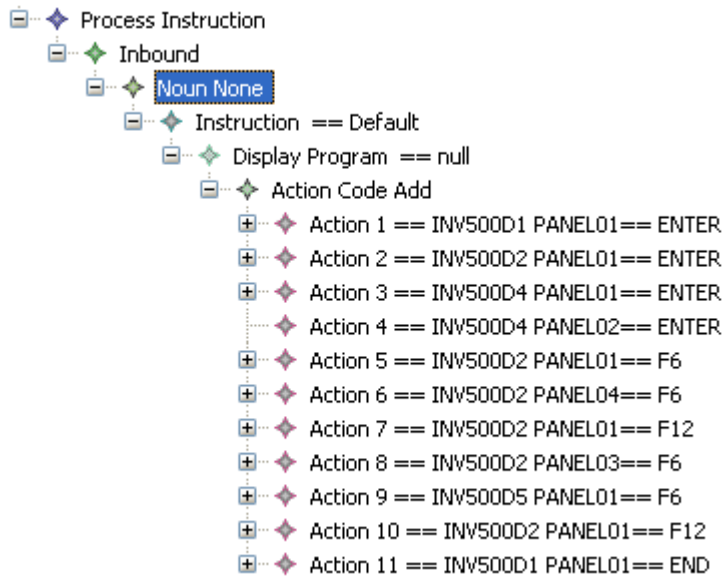 Process Instruction
Inbound
Noun None
Instruction == Default
Display Program == null
Action Code Add
Action 1 == INV500D1 PANEL01== ENTER
Action 2 == INV500D2 PANEL01== ENTER
Action 3 == INV500D4 PANEL01== ENTER
Action 4 == INV500D4 PANEL02== ENTER
Action 5 == INV500D2 PANEL01== F6
Action 6 == INV500D2 PANEL04== F6
Action 7 == INV500D2 PANEL01== F12
Action 8 == INV500D2 PANEL03== F6
Action 9 == INV500D5 PANEL01== F6
Action 10 == INV500D2 PANEL01== F12
Action 11 == INV500D1 PANEL01== END